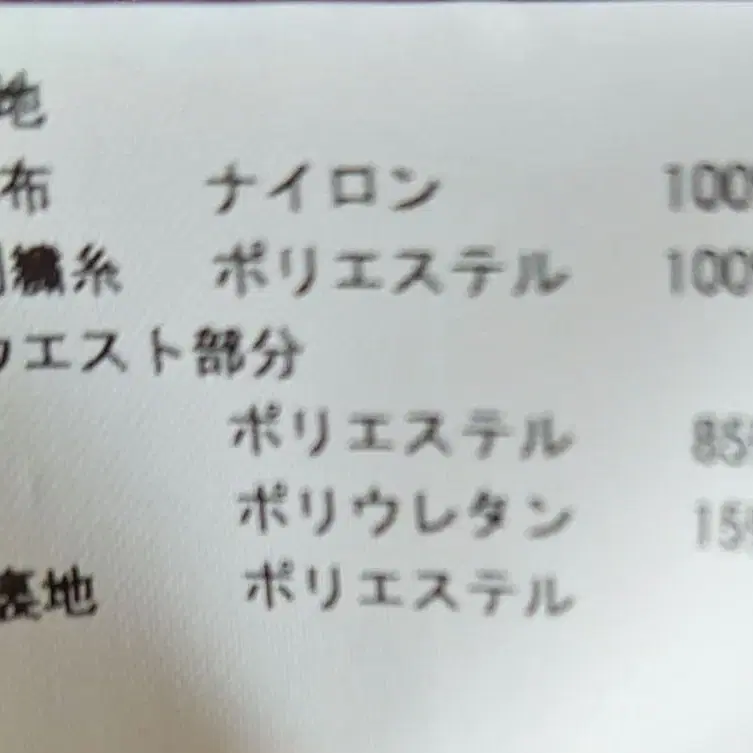 地
布 ナイロン 100%
刺繍糸 ポリエステル 100%
ウエスト部分
ポリエステル 85%
ポリウレタン 15%
裏地 ポリエステル